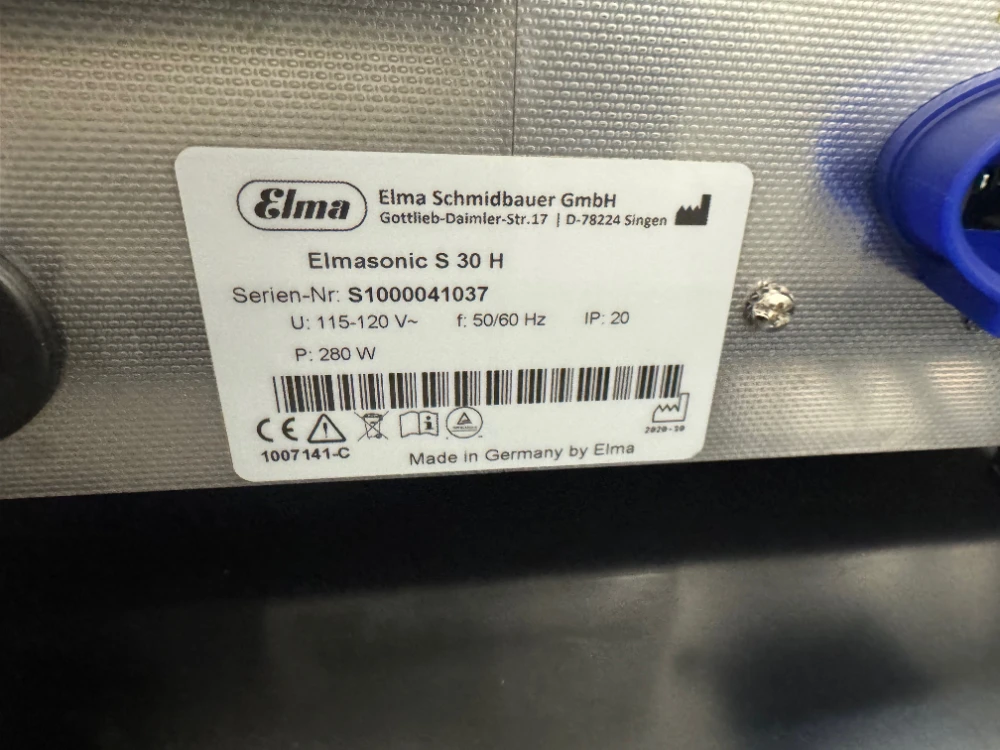 Elma
Elma Schmidbauer GmbH
Gottlieb-Daimler-Str.17 | D-78224 Singen
Elmasonic S 30 H
Serien-Nr: S1000041037
U: 115-120 V~ f: 50/60 Hz IP: 20
P: 280 W
CE
2020-10
1007141-C
Made in Germany by Elma